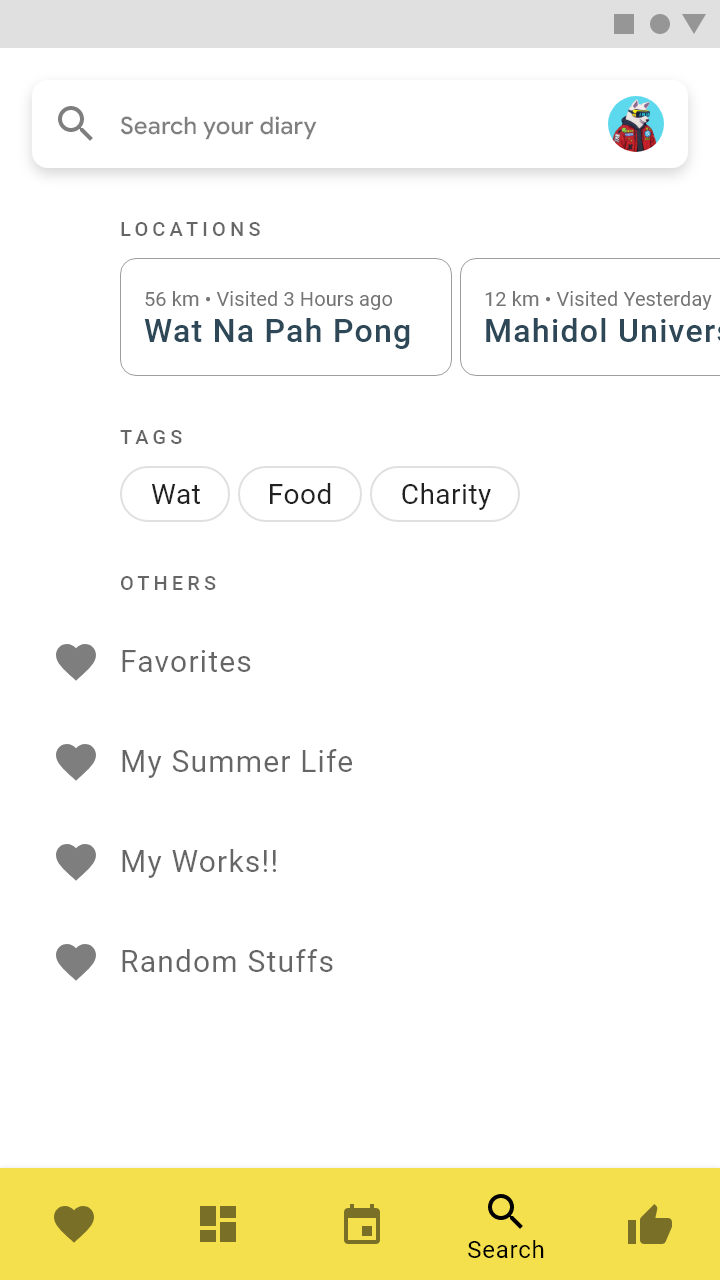 Search your diary
LOCATIONS
56 km • Visited 3 Hours ago
Wat Na Pah Pong
12 km • Visited Yesterday
Mahidol Univers
TAGS
Wat
Food
Charity
OTHERS
Favorites
My Summer Life
My Works!!
Random Stuffs
Search